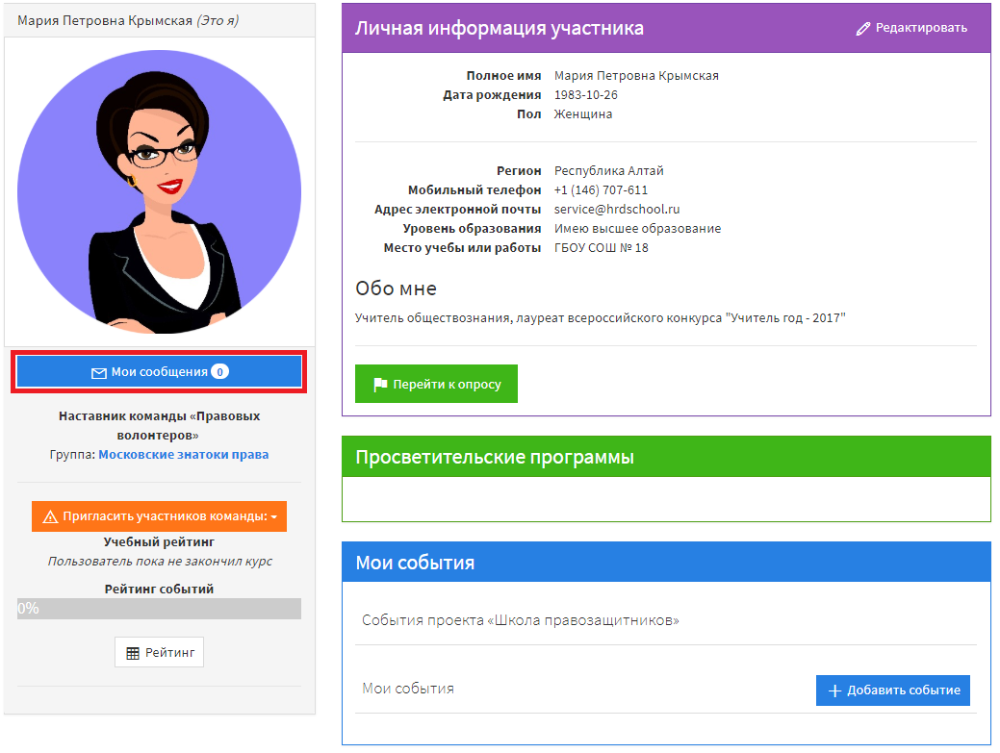 Мария Петровна Крымская (Это я)
Мои сообщения 0
Наставник команды «Правовых
волонтеров»
Группа: Московские знатоки права
Пригласить участников команды:
Учебный рейтинг
Пользователь пока не закончил курс
Рейтинг событий
0%
Рейтинг
Личная информация участника
Редактировать
Полное имя Мария Петровна Крымская
Дата рождения 1983-10-26
Пол Женщина
Регион Республика Алтай
Мобильный телефон +1 (146) 707-611
Адрес электронной почты service@hrdschool.ru
Уровень образования Имею высшее образование
Место учебы или работы ГБОУ СОШ № 18
Обо мне
Учитель обществознания, лауреат всероссийского конкурса "Учитель год - 2017"
Перейти к опросу
Просветительские программы
Мои события
События проекта «Школа правозащитников»
Мои события
Добавить событие